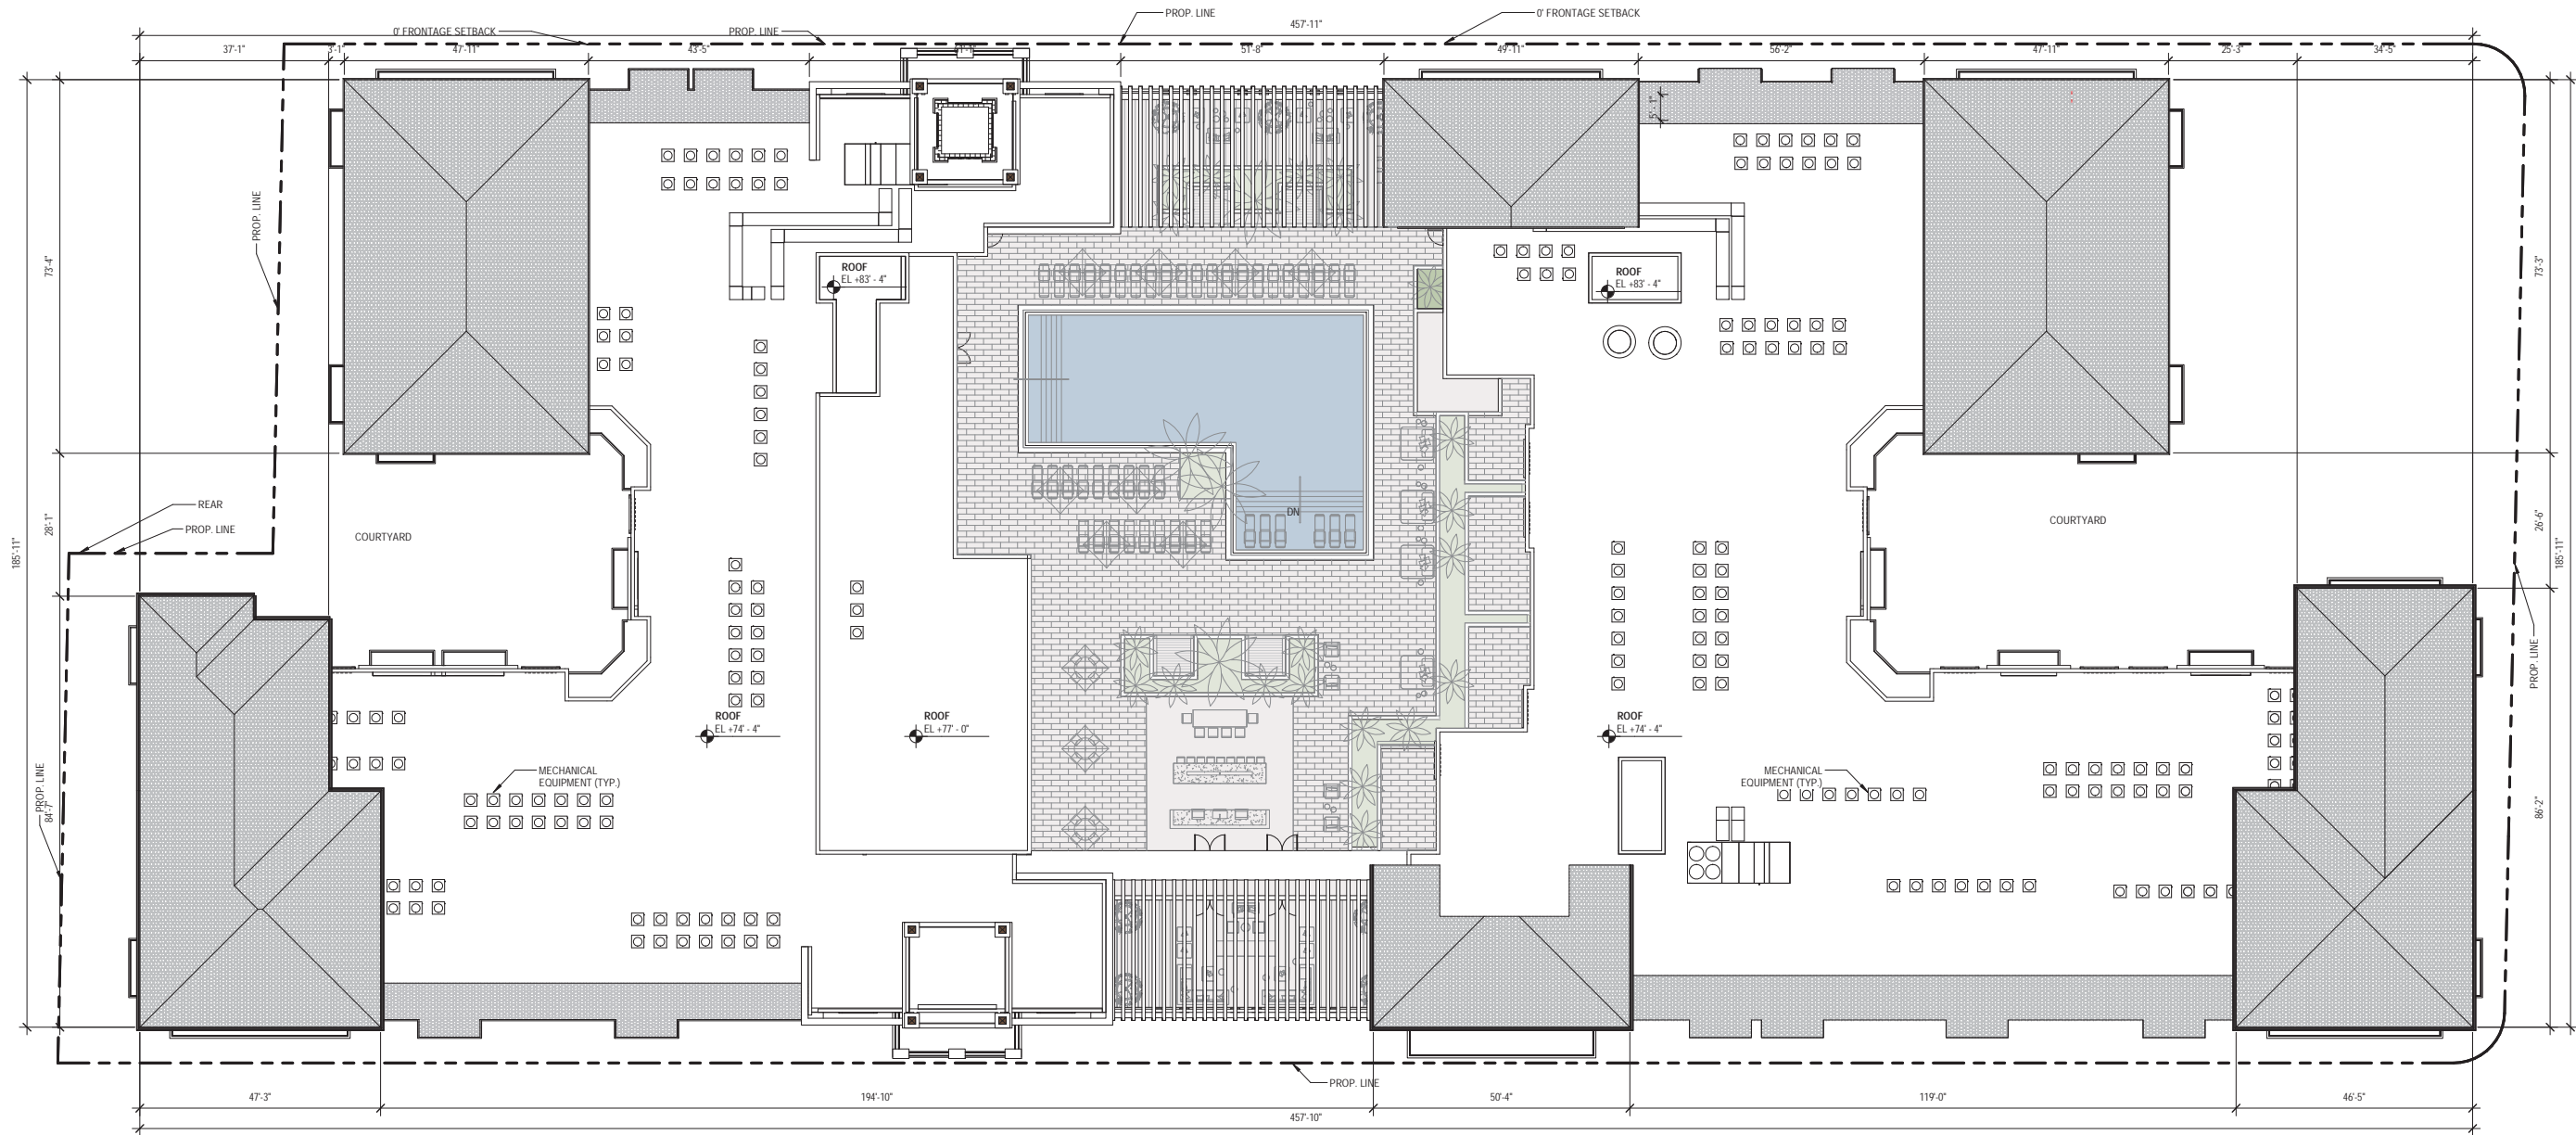 PROP. LINE
0' FRONTAGE SETBACK
457'-11"
0' FRONTAGE SETBACK
PROP. LINE
37'-1"
3'-1"
47'-11"
43'-5"
51'-8"
49'-11"
56'-2"
47'-11"
25'-3"
34'-5"
5' - 1"
PROP. LINE
73'-4"
73'-3"
ROOF
EL +83' - 4"
ROOF
EL +83' - 4"
REAR
PROP. LINE
28'-1"
185'-11"
COURTYARD
DN
COURTYARD
26'-6"
185'-11"
PROP. LINE
ROOF
EL +74' - 4"
ROOF
EL +77' - 0"
ROOF
EL +74' - 4"
MECHANICAL
EQUIPMENT (TYP.)
MECHANICAL
EQUIPMENT (TYP.)
PROP. LINE
84'-7"
86'-2"
PROP. LINE
47'-3"
194'-10"
50'-4"
119'-0"
46'-5"
457'-10"